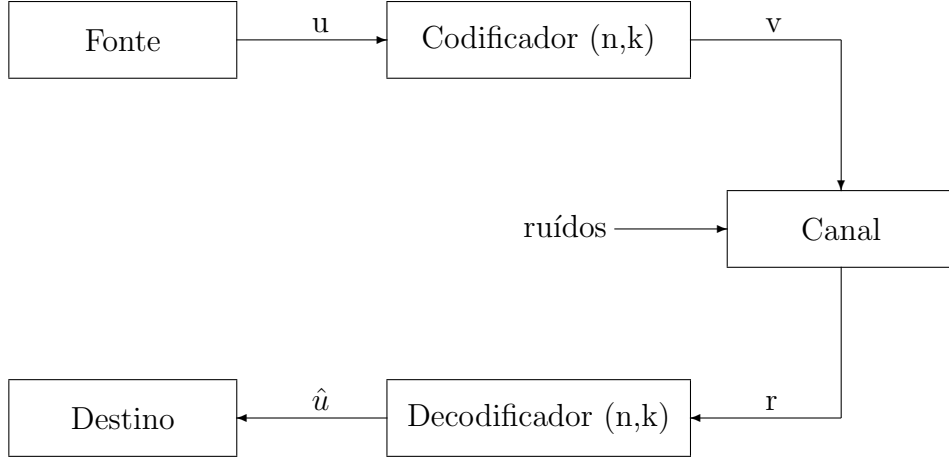 Fonte
u
Codificador (n,k)
v
ruídos
Canal
Destino
û
Decodificador (n,k)
r